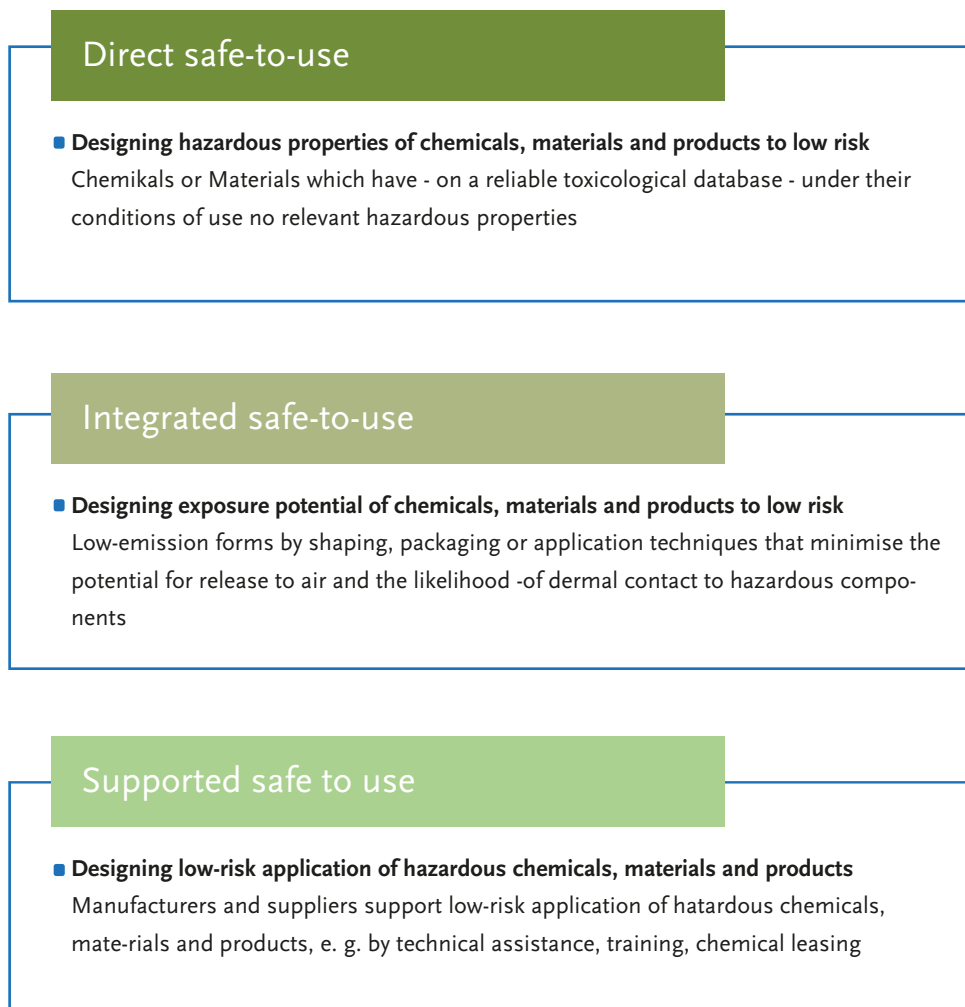 Direct safe-to-use
Designing hazardous properties of chemicals, materials and products to low risk
Chemikals or Materials which have - on a reliable toxicological database - under their
conditions of use no relevant hazardous properties
Integrated safe-to-use
Designing exposure potential of chemicals, materials and products to low risk
Low-emission forms by shaping, packaging or application techniques that minimise the
potential for release to air and the likelihood -of dermal contact to hazardous compo-
nents
Supported safe to use
Designing low-risk application of hazardous chemicals, materials and products
Manufacturers and suppliers support low-risk application of hatardous chemicals,
mate-rials and products, e. g. by technical assistance, training, chemical leasing